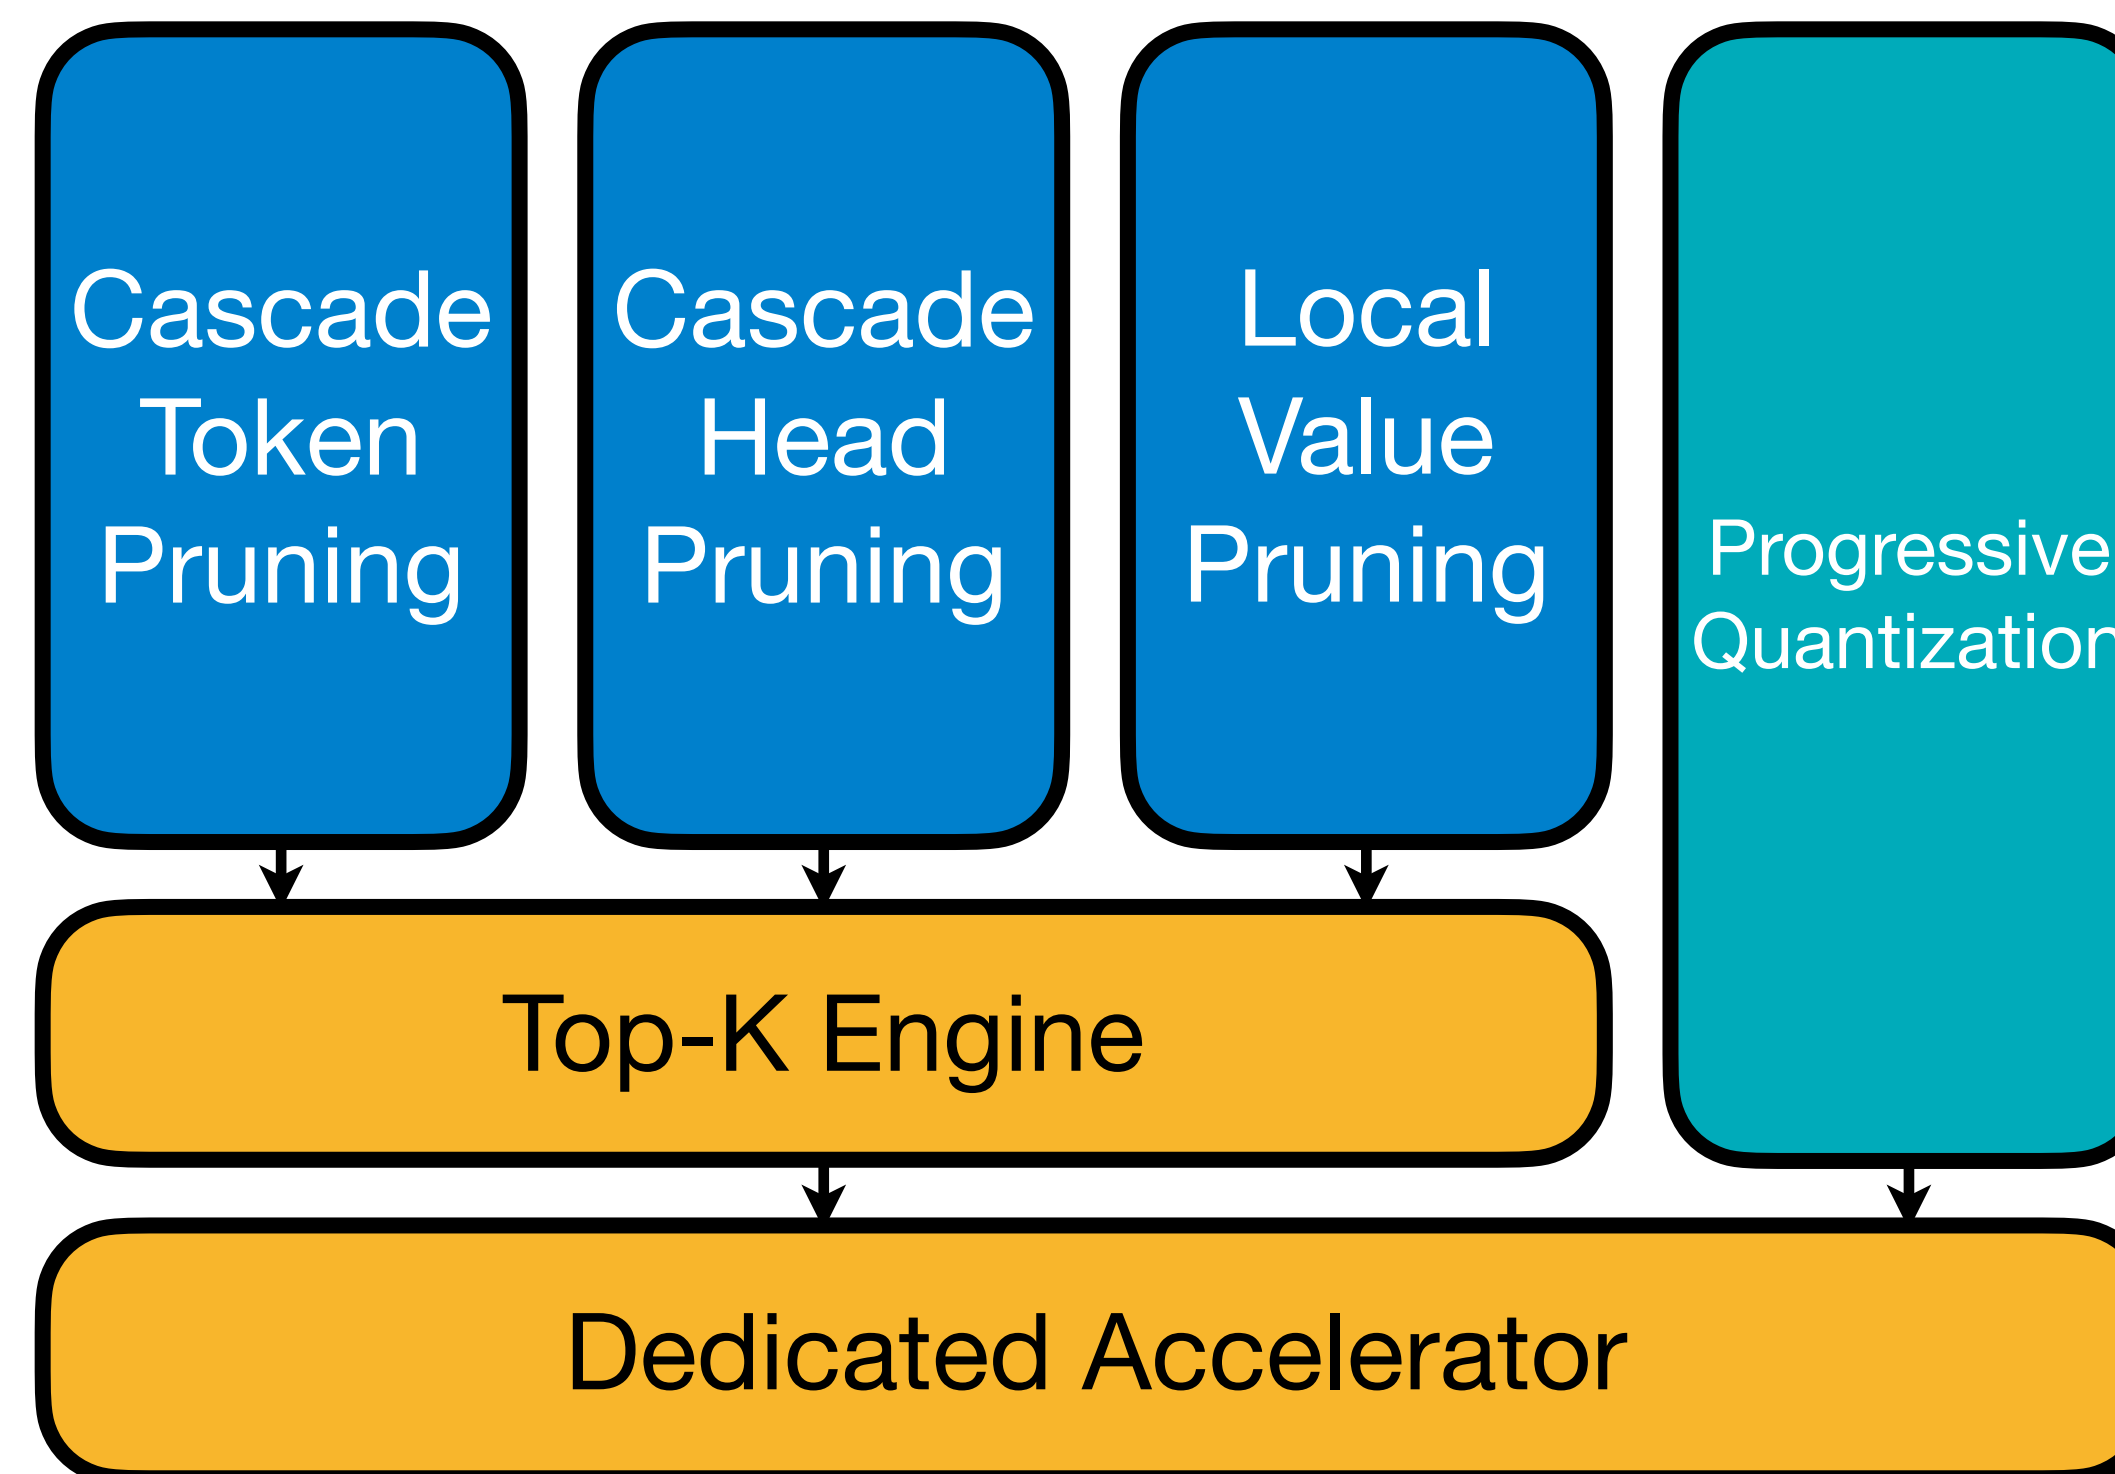 Cascade
Token
Pruning
Cascade
Head
Pruning
Local
Value
Pruning
Progressive
Quantization
Top-K Engine
Dedicated Accelerator